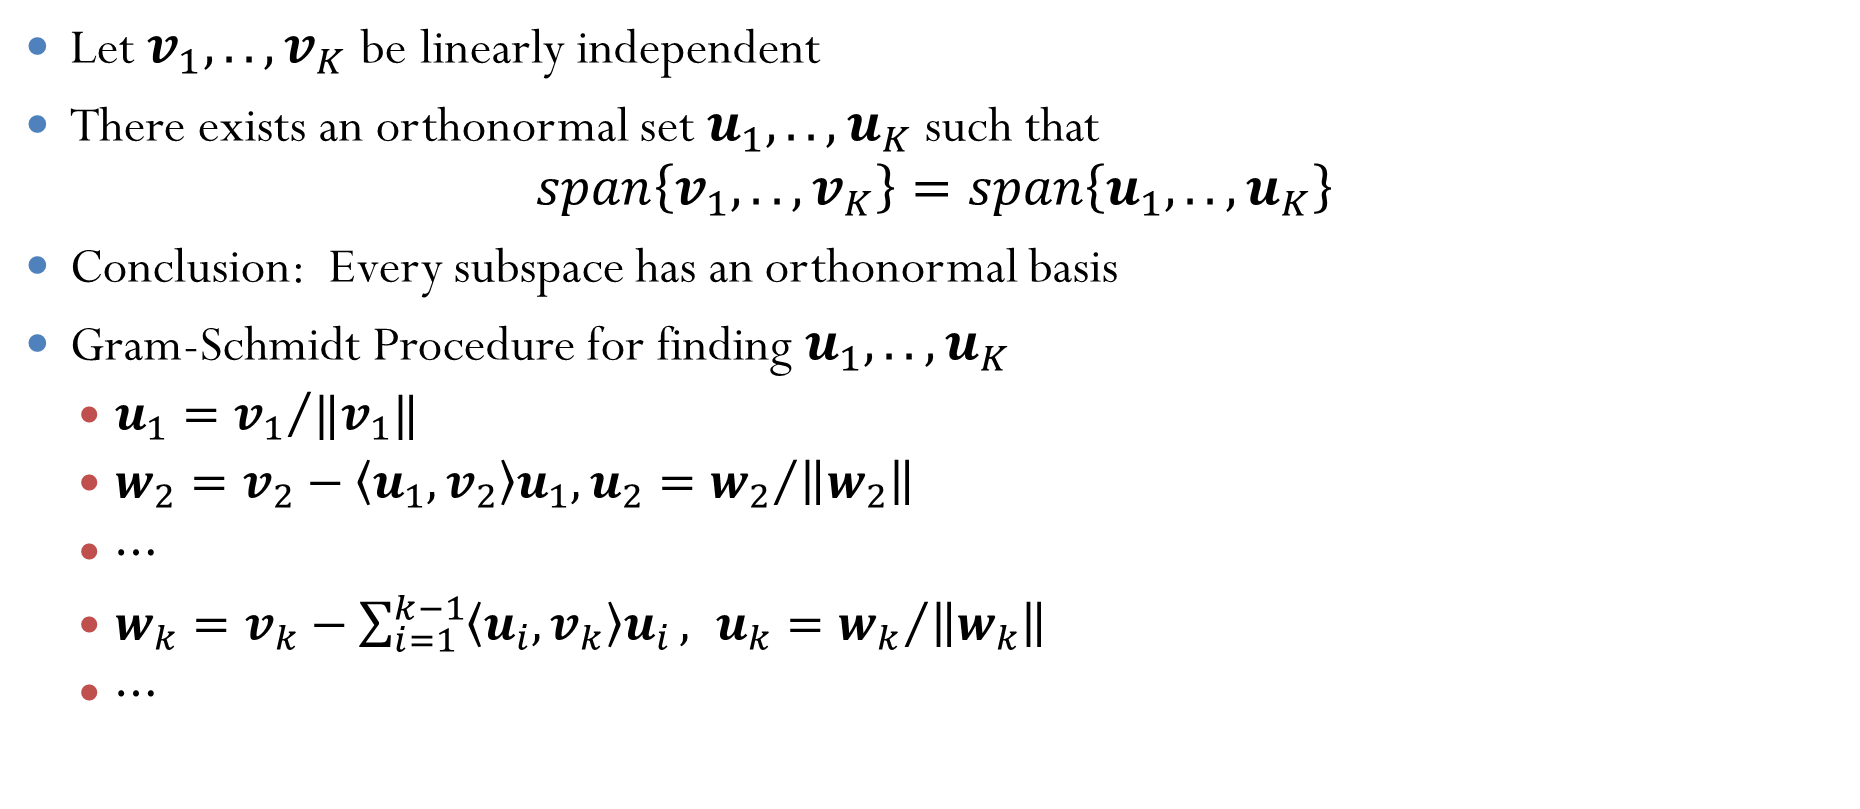 • Let 𝒗₁,..,𝒗_K be linearly independent
• There exists an orthonormal set 𝒖₁,..,𝒖_K such that
span{𝒗₁,..,𝒗_K} = span{𝒖₁,..,𝒖_K}
• Conclusion: Every subspace has an orthonormal basis
• Gram-Schmidt Procedure for finding 𝒖₁,..,𝒖_K
• 𝒖₁ = 𝒗₁/‖𝒗₁‖
• 𝒘₂ = 𝒗₂ − ⟨𝒖₁, 𝒗₂⟩𝒖₁, 𝒖₂ = 𝒘₂/‖𝒘₂‖
• ⋯
• 𝒘_k = 𝒗_k − ∑_{i=1}^{k−1}⟨𝒖_i, 𝒗_k⟩𝒖_i , 𝒖_k = 𝒘_k/‖𝒘_k‖
• ⋯